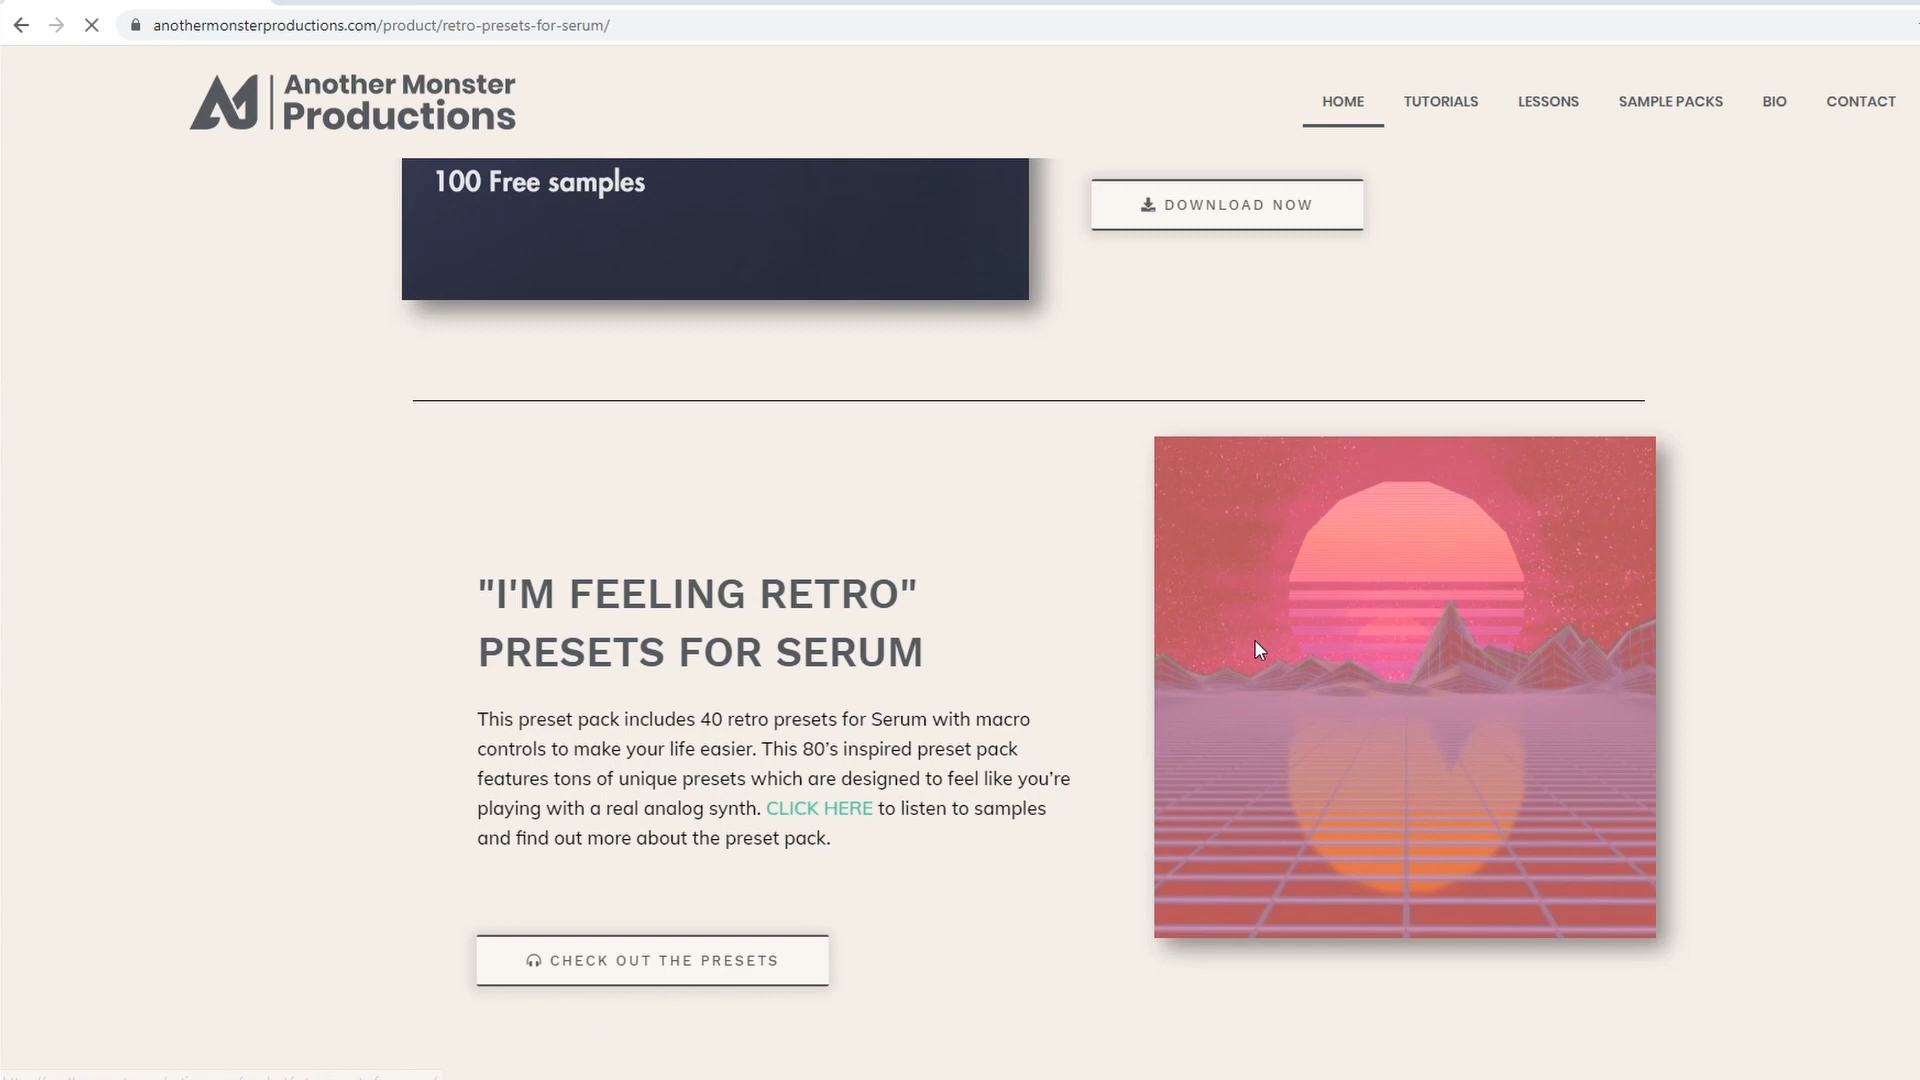 anothermonsterproductions.com/product/retro-presets-for-serum/
Another Monster
Productions
HOME
TUTORIALS
LESSONS
SAMPLE PACKS
BIO
CONTACT
100 Free samples
DOWNLOAD NOW
"I'M FEELING RETRO"
PRESETS FOR SERUM
This preset pack includes 40 retro presets for Serum with macro
controls to make your life easier. This 80’s inspired preset pack
features tons of unique presets which are designed to feel like you’re
playing with a real analog synth. CLICK HERE to listen to samples
and find out more about the preset pack.
CHECK OUT THE PRESETS